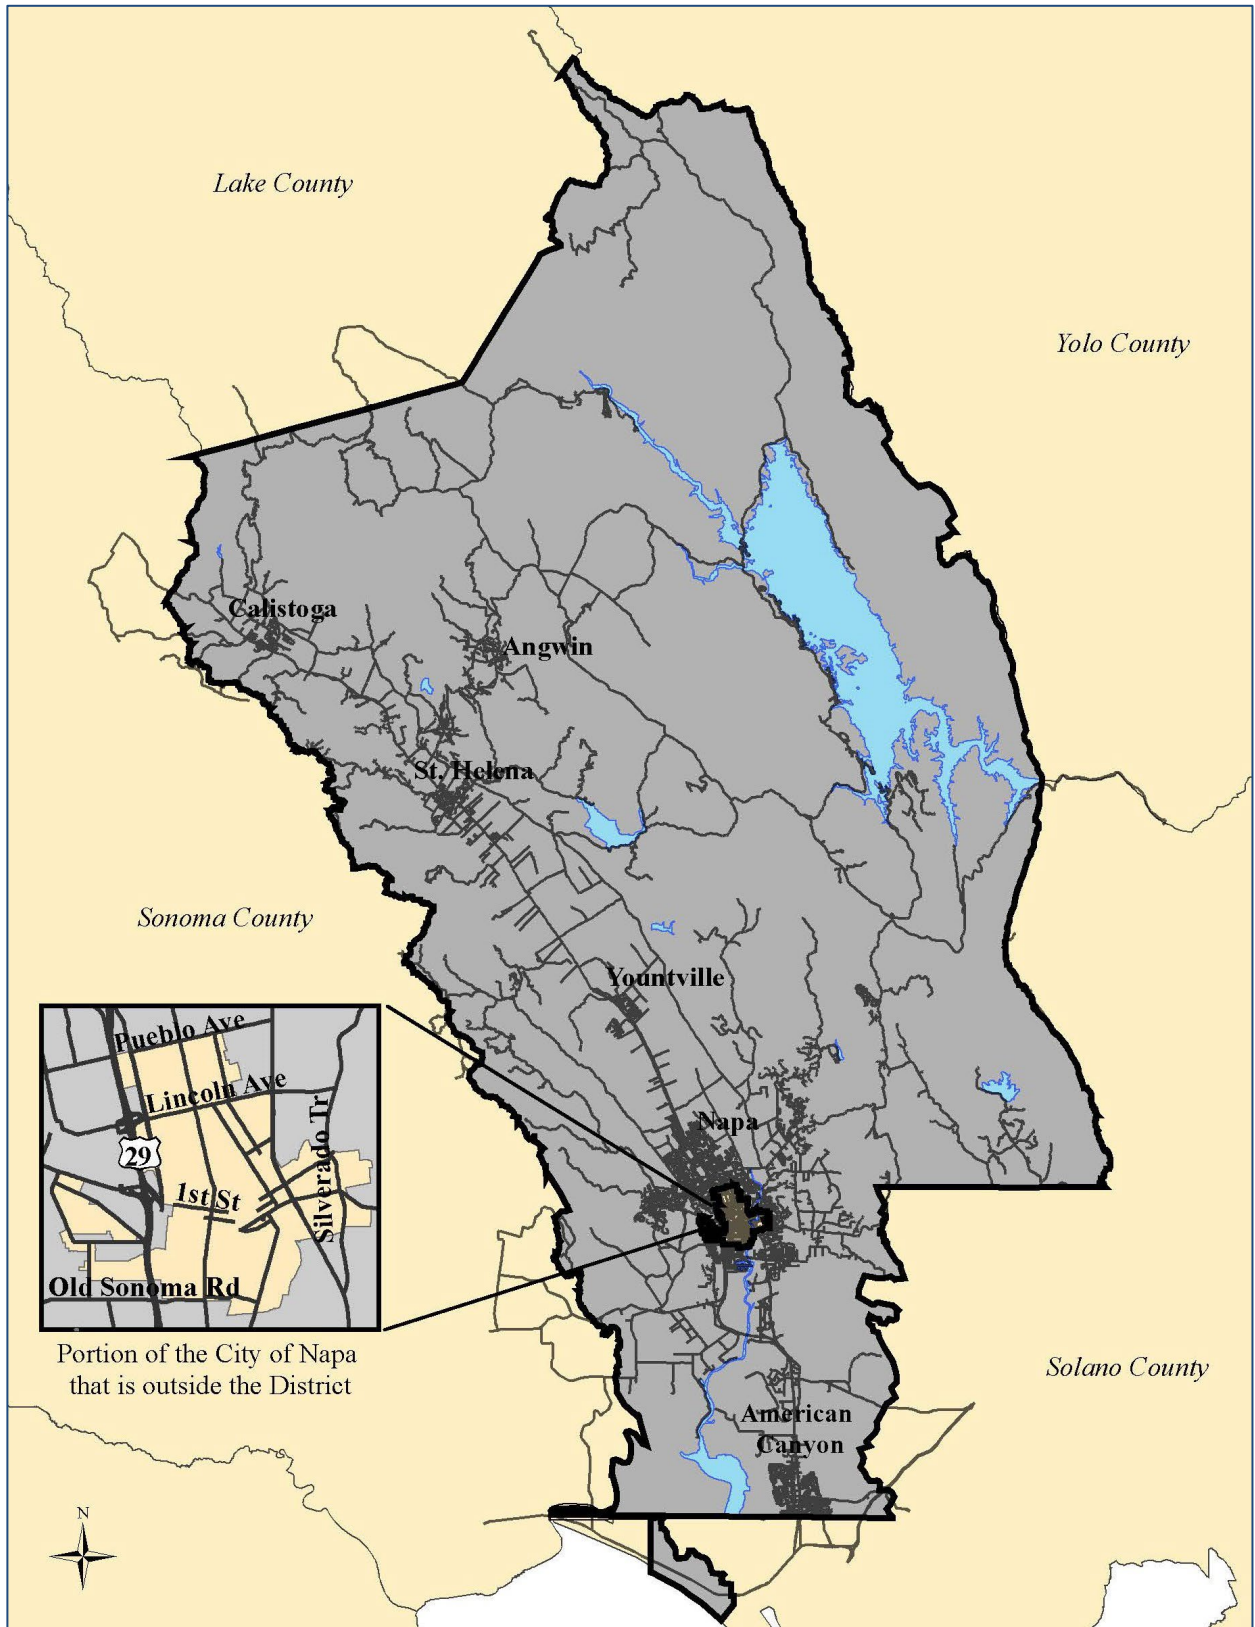 Lake County
Yolo County
Calistoga
Angwin
St. Helena
Sonoma County
Yountville
Pueblo Ave
Lincoln Ave
29
1st St
Silverado Tr
Old Sonoma Rd
Napa
Portion of the City of Napa
that is outside the District
Solano County
American
Canyon
N